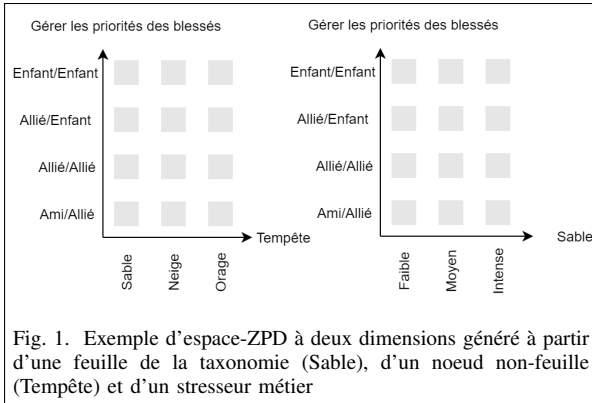 Gérer les priorités des blessés
Enfant/Enfant
Allié/Enfant
Allié/Allié
Ami/Allié
Tempête
Sable
Neige
Orage
Gérer les priorités des blessés
Enfant/Enfant
Allié/Enfant
Allié/Allié
Ami/Allié
Sable
Faible
Moyen
Intense
Fig. 1. Exemple d'espace-ZPD à deux dimensions généré à partir
d'une feuille de la taxonomie (Sable), d'un noeud non-feuille
(Tempête) et d'un stresseur métier